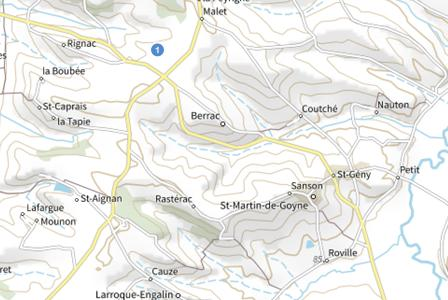 Malet
Rignac
1
la Boubée
St-Caprais
la Tapie
Berrac
Coutché
Nauton
St-Gény
Petit
Sanson
St-Aignan
Rastérac
St-Martin-de-Goyne
Lafargue
Mounon
Roville
85
Cauze
Larroque-Engalin